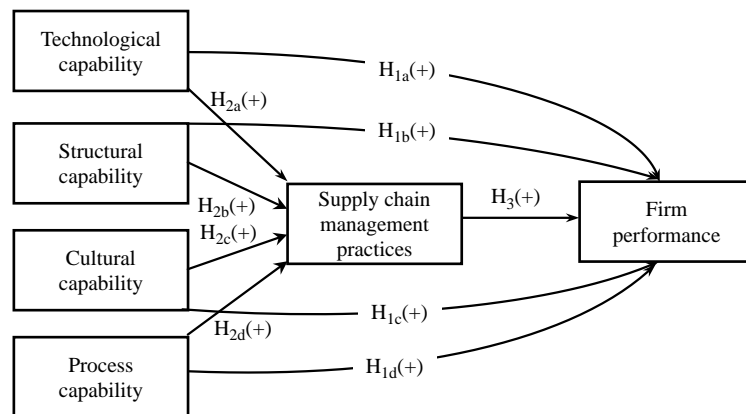 Technological
capability
H1a(+)
H2a(+)
H1b(+)
Structural
capability
Supply chain
management
practices
H3(+)
Firm
performance
H2b(+)
H2c(+)
Cultural
capability
H1c(+)
H2d(+)
Process
capability
H1d(+)